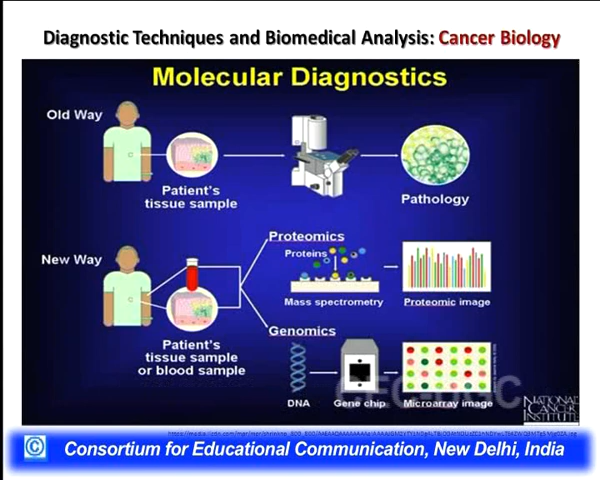 Diagnostic Techniques and Biomedical Analysis: Cancer Biology
Molecular Diagnostics
Old Way
Patient's
tissue sample
Pathology
New Way
Proteomics
Proteins
Mass spectrometry
Proteomic image
Genomics
Patient's
tissue sample
or blood sample
DNA
Gene chip
Microarray image
CEC-UGC
NATIONAL
CANCER
INSTITUTE
© Consortium for Educational Communication, New Delhi, India